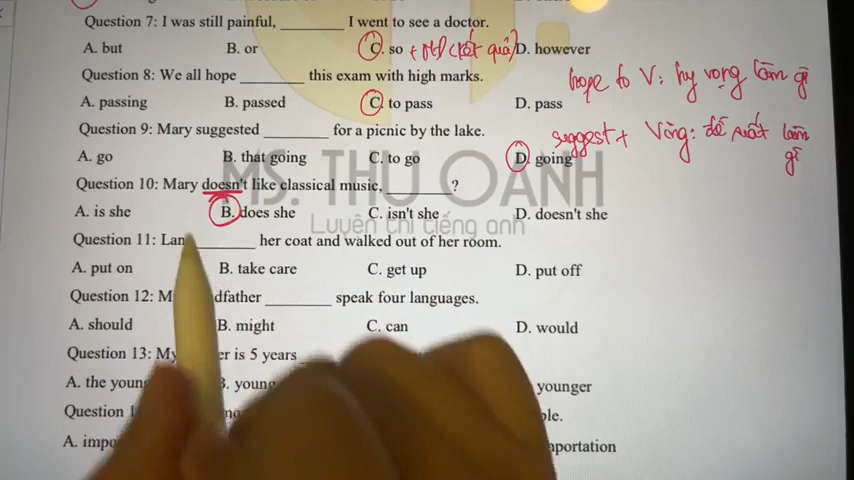 Question 7: I was still painful, ________ I went to see a doctor.
A. but B. or C. so + MĐ (kết quả) D. however
Question 8: We all hope ________ this exam with high marks.
hope to V: hy vọng làm gì
A. passing B. passed C. to pass D. pass
Question 9: Mary suggested ________ for a picnic by the lake.
suggest + Ving: đề xuất làm gì
A. go B. that going C. to go D. going
MS. THU OANH
Question 10: Mary doesn't like classical music, ________?
A. is she B. does she C. isn't she D. doesn't she
Luyện thi tiếng anh
Question 11: Lan ________ her coat and walked out of her room.
A. put on B. take care C. get up D. put off
Question 12: dfather ________ speak four languages.
A. should B. might C. can D. would
Question 13: My er is 5 years
A. the young B. young younger
Question
A. impo portation